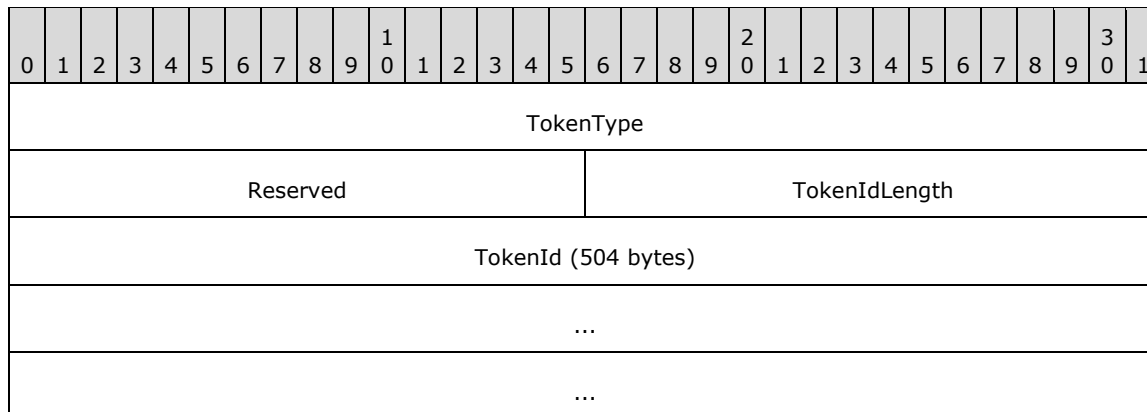 0 1 2 3 4 5 6 7 8 9 1 0 1 2 3 4 5 6 7 8 9 2 0 1 2 3 4 5 6 7 8 9 3 0 1
TokenType
Reserved TokenIdLength
TokenId (504 bytes)
...
...